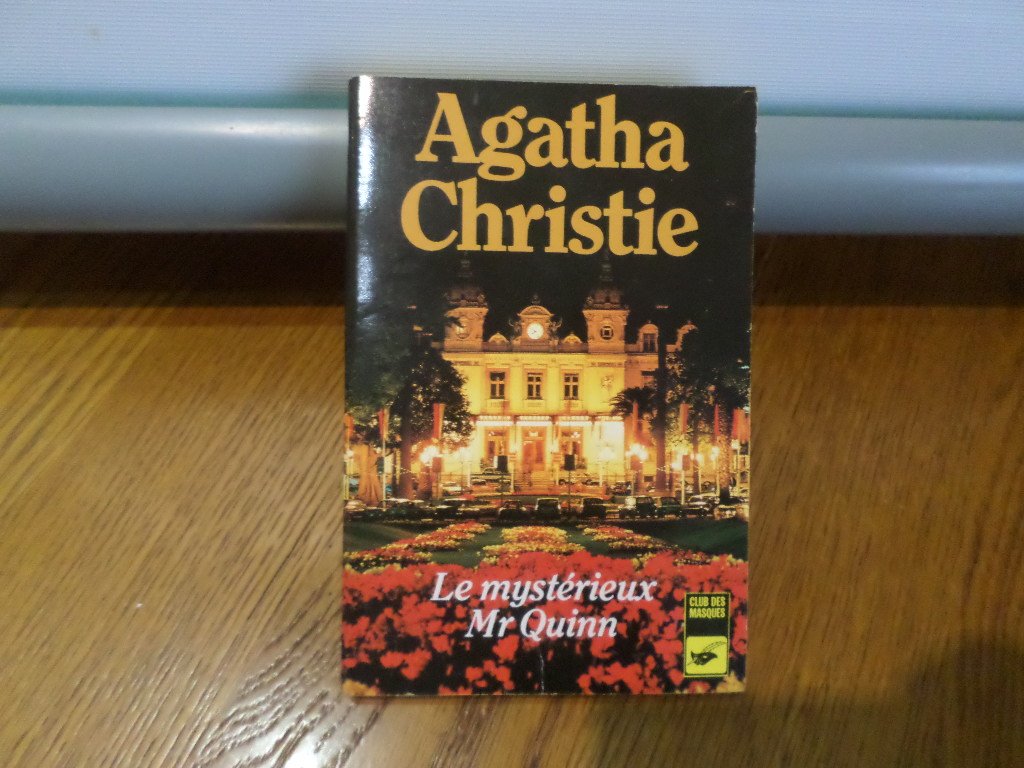 Agatha
Christie
Le mystérieux
Mr Quinn
CLUB DES
MASQUES